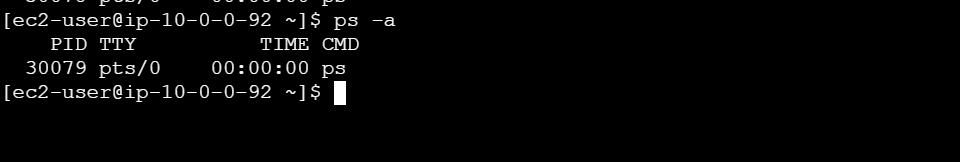 [ec2-user@ip-10-0-0-92 ~]$ ps -a
    PID TTY          TIME CMD
  30079 pts/0    00:00:00 ps
[ec2-user@ip-10-0-0-92 ~]$